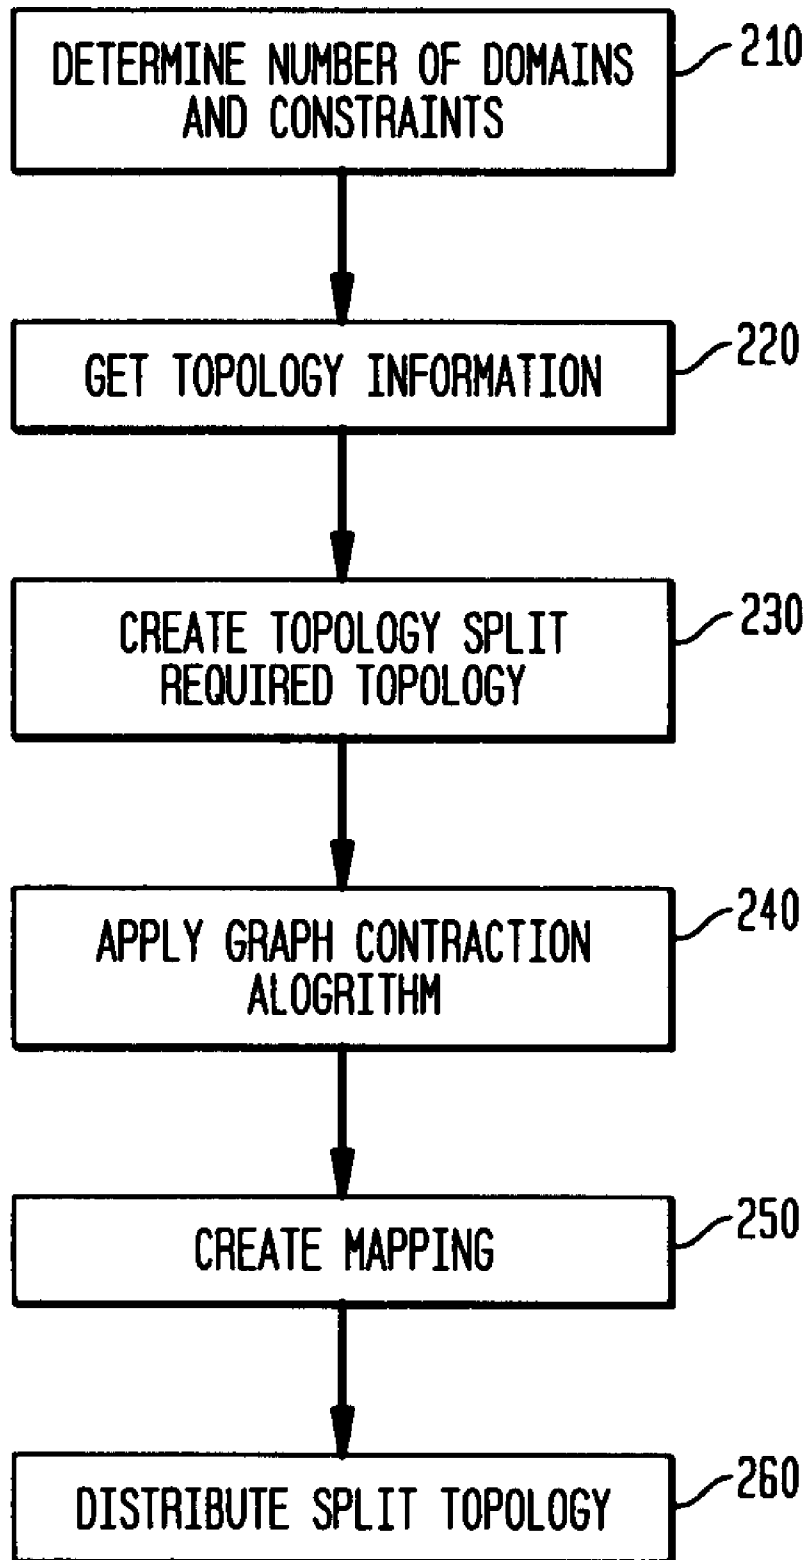 DETERMINE NUMBER OF DOMAINS
AND CONSTRAINTS
210
GET TOPOLOGY INFORMATION
220
CREATE TOPOLOGY SPLIT
REQUIRED TOPOLOGY
230
APPLY GRAPH CONTRACTION
ALOGRITHM
240
CREATE MAPPING
250
DISTRIBUTE SPLIT TOPOLOGY
260